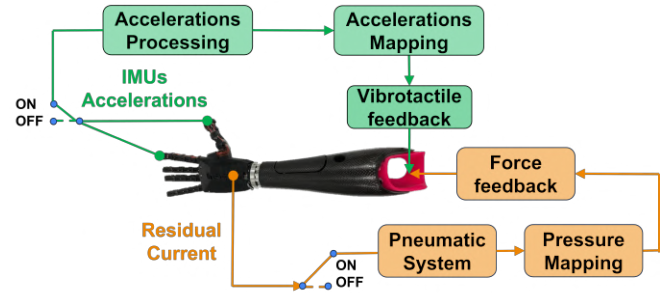 Accelerations
Processing
Accelerations
Mapping
IMUs
Accelerations
ON
OFF
Vibrotactile
feedback
Force
feedback
Residual
Current
ON
OFF
Pneumatic
System
Pressure
Mapping